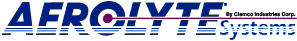 AEROLYTE®
By Clemco Industries Corp.
Systems